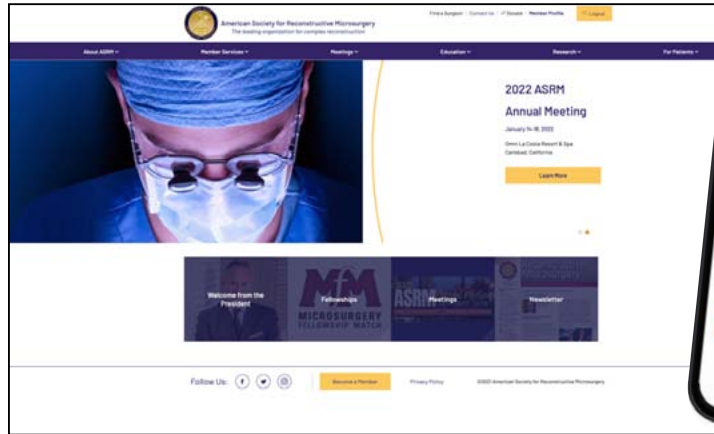 American Society for Reconstructive Microsurgery
The leading organization for complex reconstruction
Find a Surgeon | Contact Us | Donate Member Profile Logout
About ASRM Member Services Meetings Education Research For Patients
2022 ASRM
Annual Meeting
January 14-18, 2022
Omni La Costa Resort & Spa
Carlsbad, California
Learn More
Welcome from the
President
Fellowships
Meetings
Newsletter
MICROSURGERY
FELLOWSHIP MATCH
ASRM
Follow Us:
Become a Member
Privacy Policy
©2021 American Society for Reconstructive Microsurgery